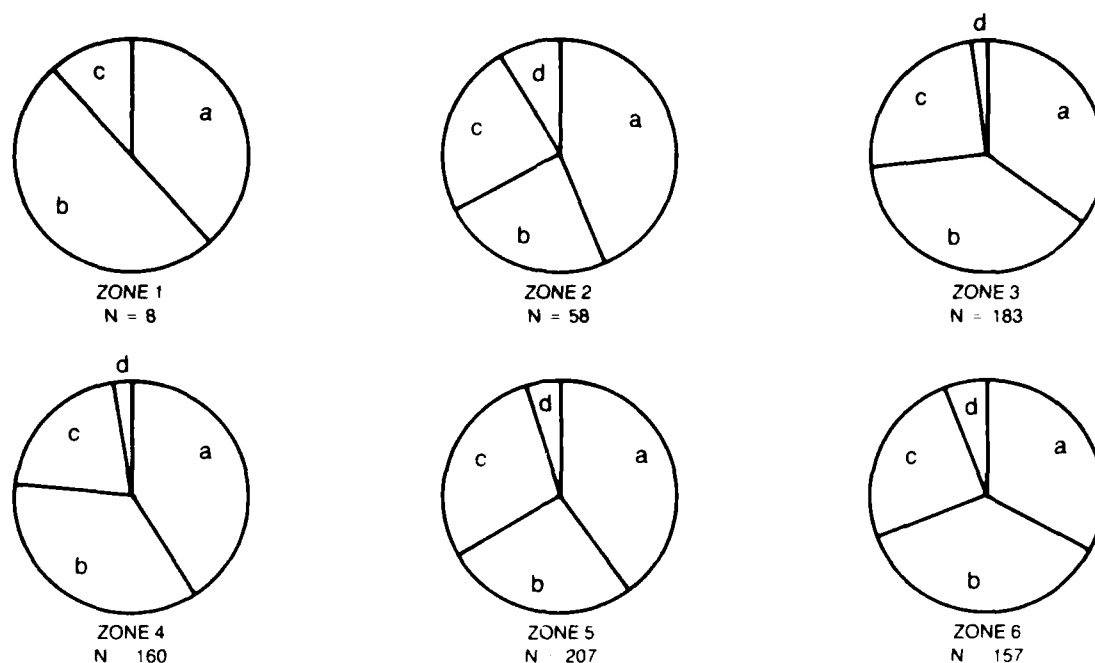 c
a
b
ZONE 1
N = 8
d
c
a
b
ZONE 2
N = 58
d
c
a
b
ZONE 3
N = 183
d
c
a
b
ZONE 4
N 160
d
c
a
b
ZONE 5
N 207
d
c
a
b
ZONE 6
N 157